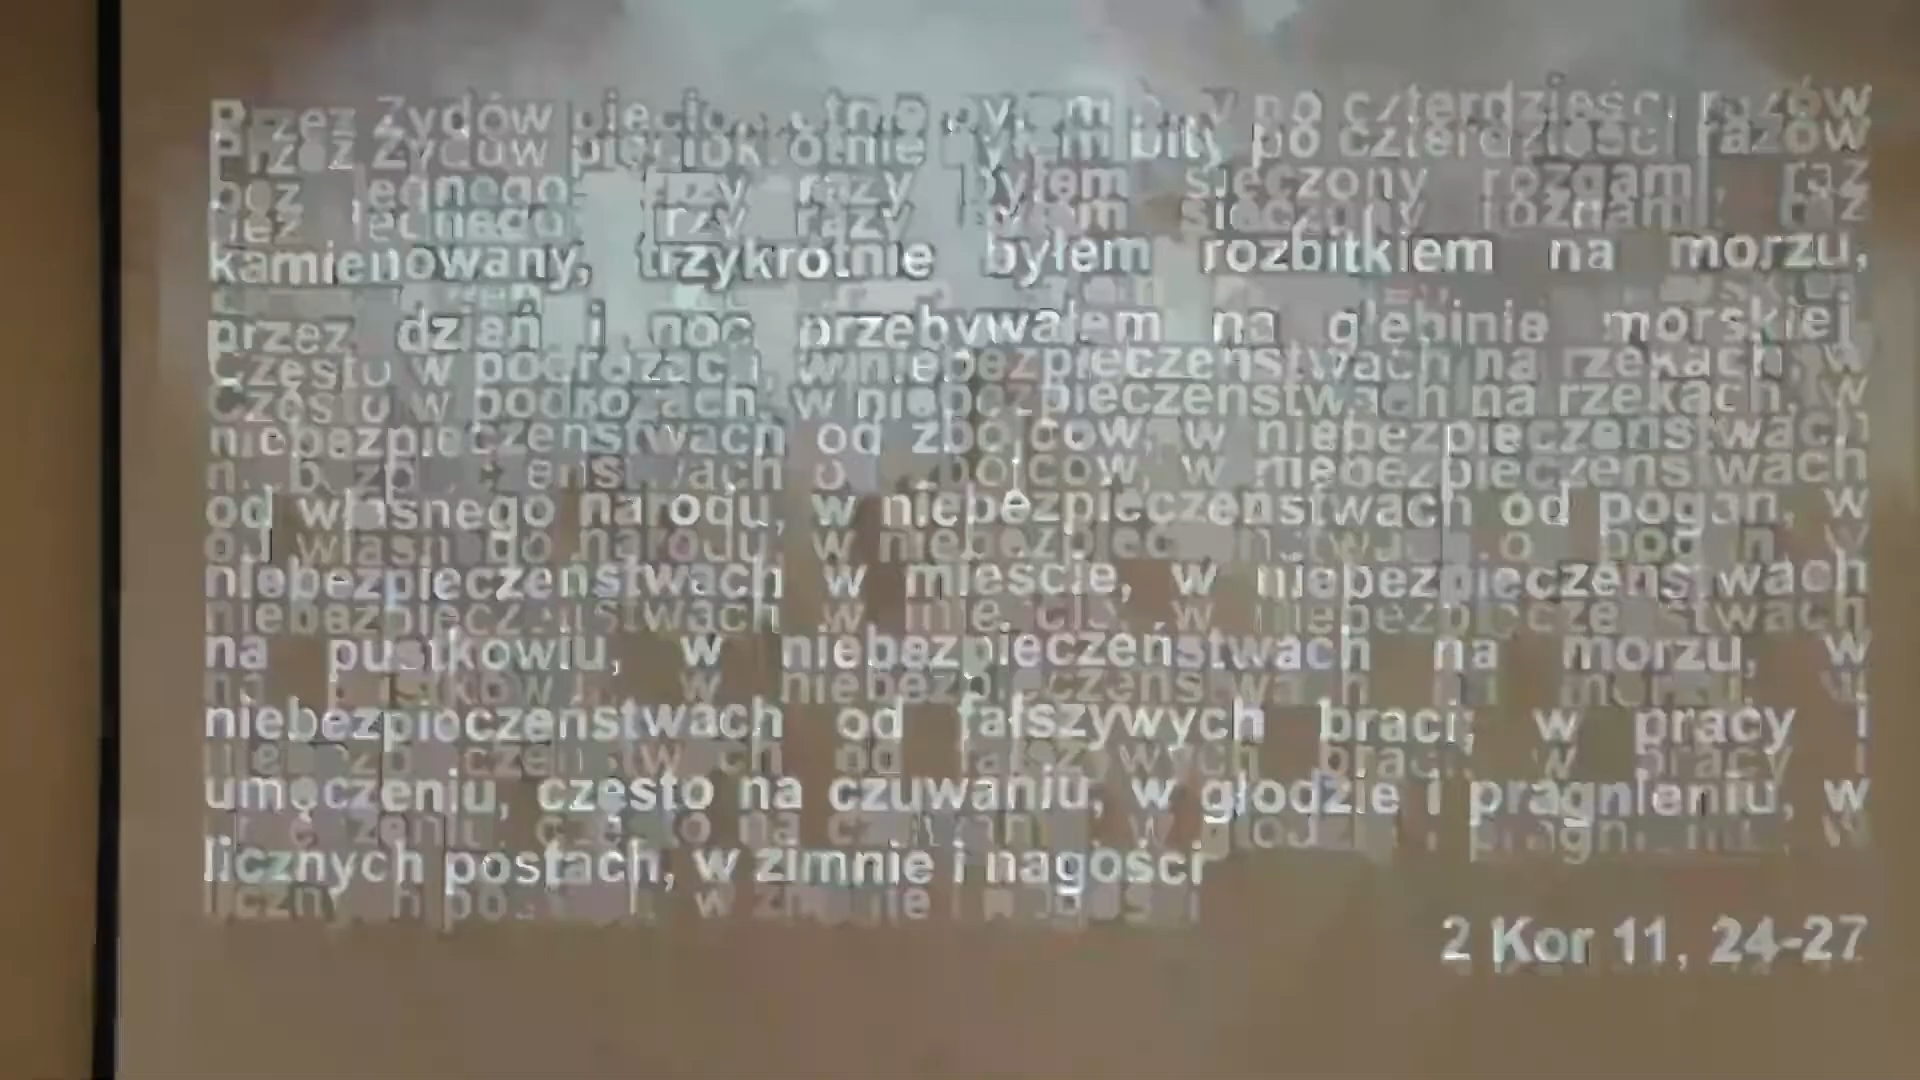 Przez Żydów pięciokrotnie byłem bity po czterdzieści razów
bez jednego; trzy razy byłem sieczony rózgami, raz
kamienowany, trzykrotnie byłem rozbitkiem na morzu,
przez dzień i noc przebywałem na głębinie morskiej.
Często w podróżach, w niebezpieczeństwach na rzekach, w
niebezpieczeństwach od zbójców, w niebezpieczeństwach
od własnego narodu, w niebezpieczeństwach od pogan, w
niebezpieczeństwach w mieście, w niebezpieczeństwach
na pustkowiu, w niebezpieczeństwach na morzu, w
niebezpieczeństwach od fałszywych braci; w pracy i
umęczeniu, często na czuwaniu, w głodzie i pragnieniu, w
licznych postach, w zimnie i nagości
2 Kor 11, 24-27